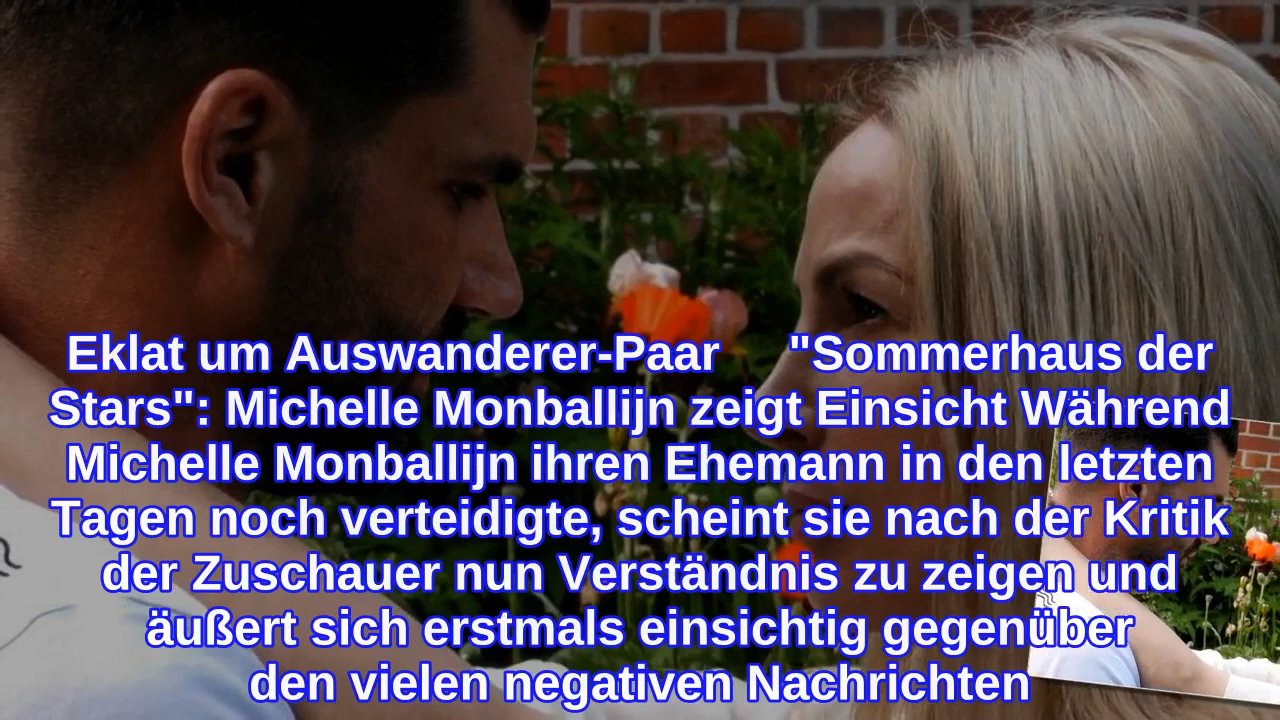 Eklat um Auswanderer-Paar "Sommerhaus der
Stars": Michelle Monballijn zeigt Einsicht Während
Michelle Monballijn ihren Ehemann in den letzten
Tagen noch verteidigte, scheint sie nach der Kritik
der Zuschauer nun Verständnis zu zeigen und
äußert sich erstmals einsichtig gegenüber
den vielen negativen Nachrichten